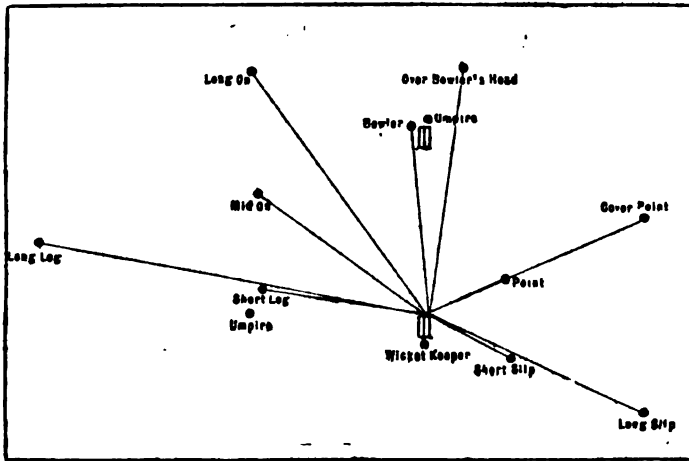 Long On
Over Bowler's Head
Bowler
Umpire
Mid On
Cover Point
Long Leg
Point
Short Leg
Umpire
Wicket Keeper
Short Slip
Long Slip